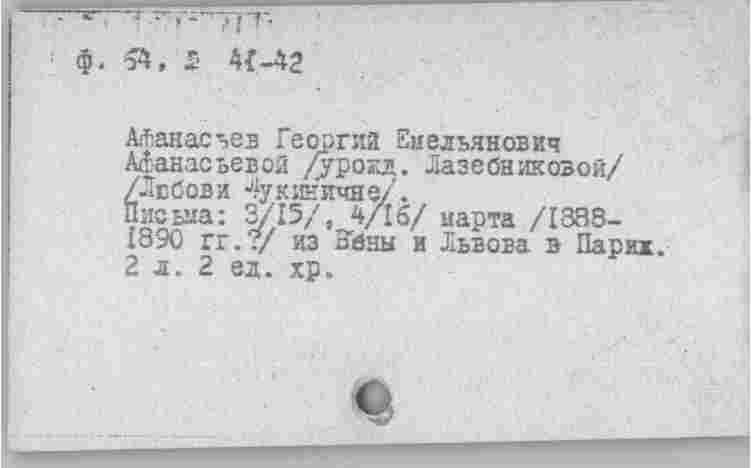 ф. 54, 41-42
Афанасьев Георгий Емельянович
Афанасьевой /урожд. Лазебниковой/
/Любови Лукиничне/.
Письма: 3/15/, 4/16/ марта /1888-
1890 гг.?/ из Вены и Львова в Париж.
2 л. 2 ед. хр.